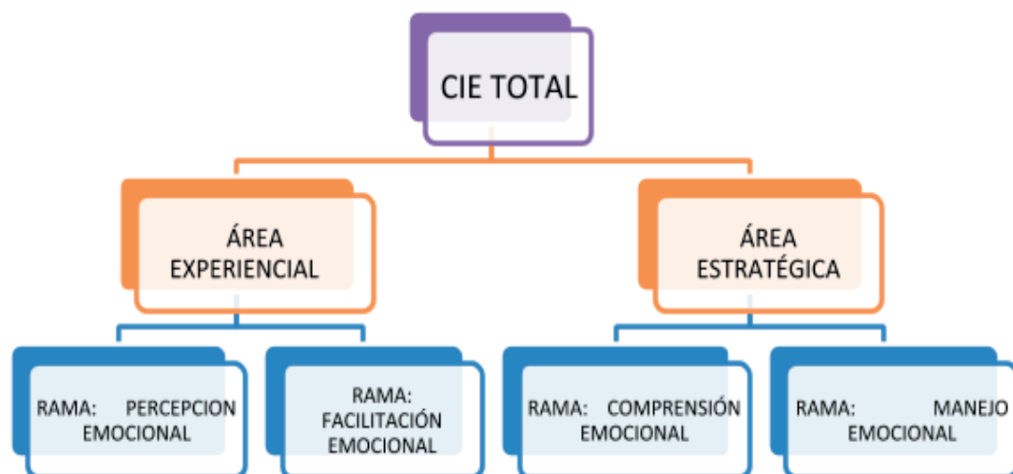 CIE TOTAL
ÁREA
EXPERIENCIAL
ÁREA
ESTRATÉGICA
RAMA: PERCEPCION
EMOCIONAL
RAMA:
FACILITACIÓN
EMOCIONAL
RAMA: COMPRENSIÓN
EMOCIONAL
RAMA: MANEJO
EMOCIONAL